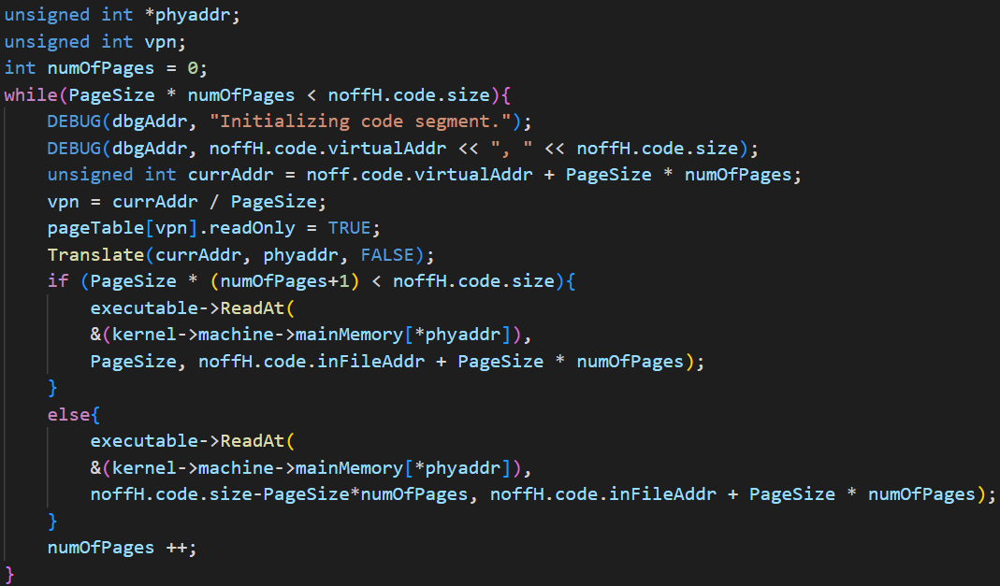 unsigned int *phyaddr;
unsigned int vpn;
int numOfPages = 0;
while(PageSize * numOfPages < noffH.code.size){
    DEBUG(dbgAddr, "Initializing code segment.");
    DEBUG(dbgAddr, noffH.code.virtualAddr << ", " << noffH.code.size);
    unsigned int currAddr = noff.code.virtualAddr + PageSize * numOfPages;
    vpn = currAddr / PageSize;
    pageTable[vpn].readOnly = TRUE;
    Translate(currAddr, phyaddr, FALSE);
    if (PageSize * (numOfPages+1) < noffH.code.size){
        executable->ReadAt(
        &(kernel->machine->mainMemory[*phyaddr]),
        PageSize, noffH.code.inFileAddr + PageSize * numOfPages);
    }
    else{
        executable->ReadAt(
        &(kernel->machine->mainMemory[*phyaddr]),
        noffH.code.size-PageSize*numOfPages, noffH.code.inFileAddr + PageSize * numOfPages);
    }
    numOfPages ++;
}